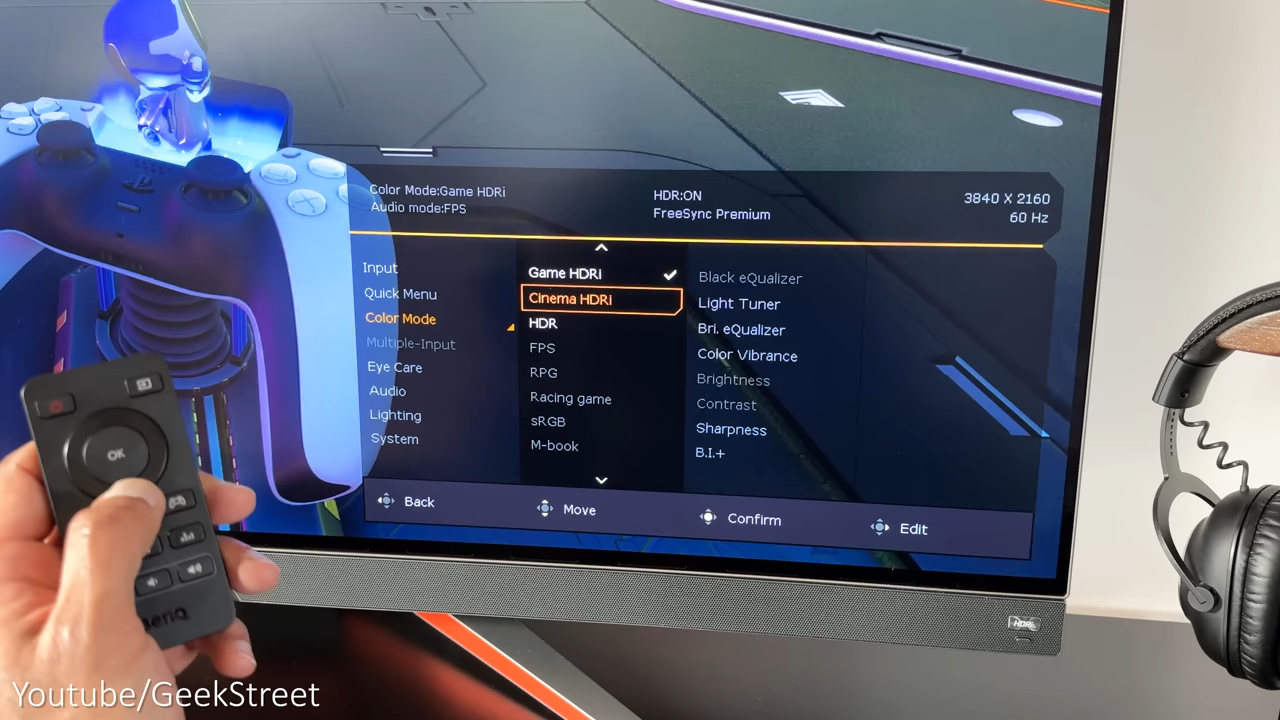 Color Mode:Game HDRi
Audio mode:FPS
HDR:ON
FreeSync Premium
3840 X 2160
60 Hz
Input
Quick Menu
Color Mode
Multiple-Input
Eye Care
Audio
Lighting
System
Game HDRi
Cinema HDRi
HDR
FPS
RPG
Racing game
sRGB
M-book
Black eQualizer
Light Tuner
Bri. eQualizer
Color Vibrance
Brightness
Contrast
Sharpness
B.I.+
Back
Move
Confirm
Edit
OK
HDRi
Youtube/GeekStreet